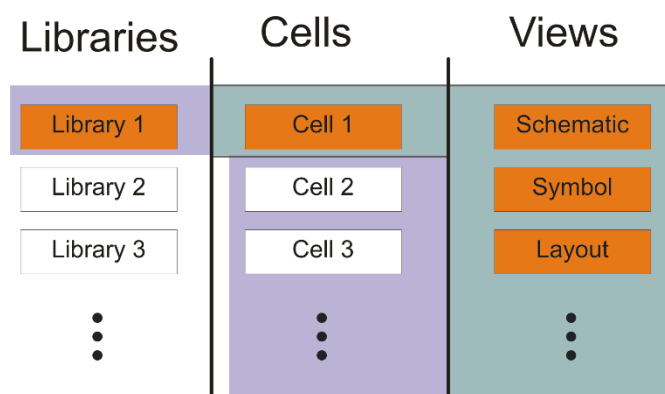 Libraries
Cells
Views
Library 1
Cell 1
Schematic
Library 2
Cell 2
Symbol
Library 3
Cell 3
Layout